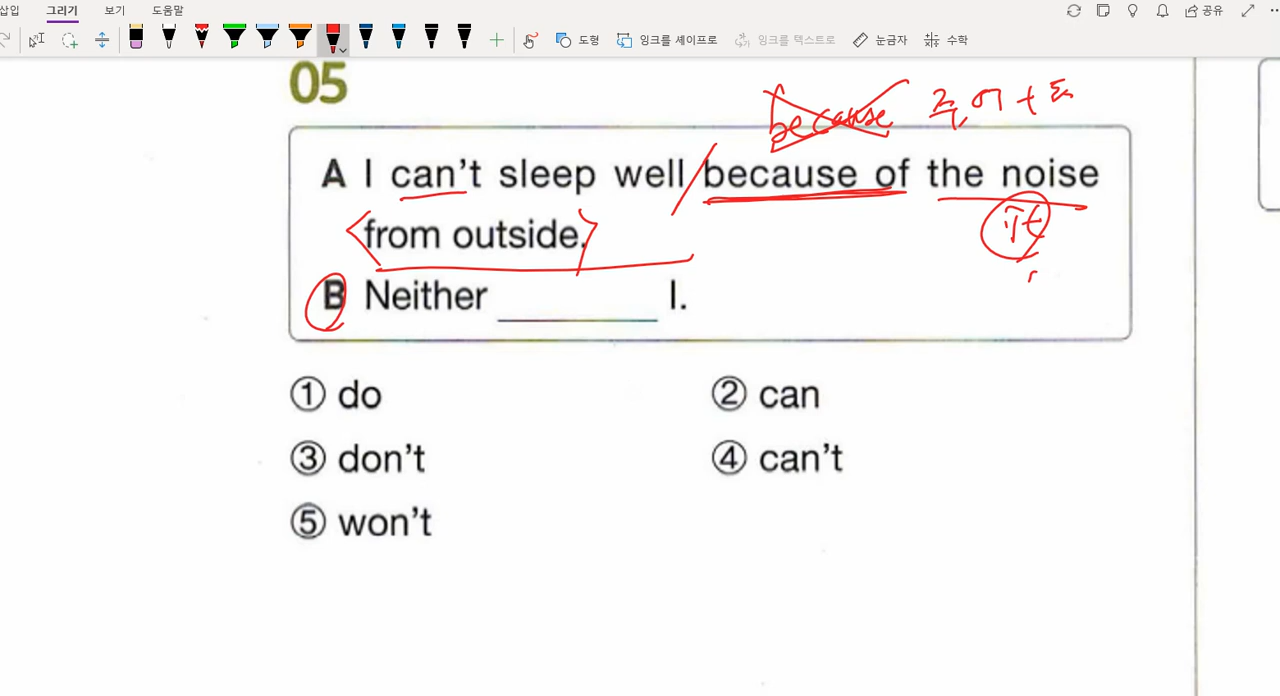 삽입 그리기 보기 도움말 공유
도형 잉크를 셰이프로 잉크를 텍스트로 눈금자 수학
05
because 주어+동
A I can't sleep well because of the noise
명
from outside.
B Neither ________ I.
① do ② can
③ don't ④ can't
⑤ won't